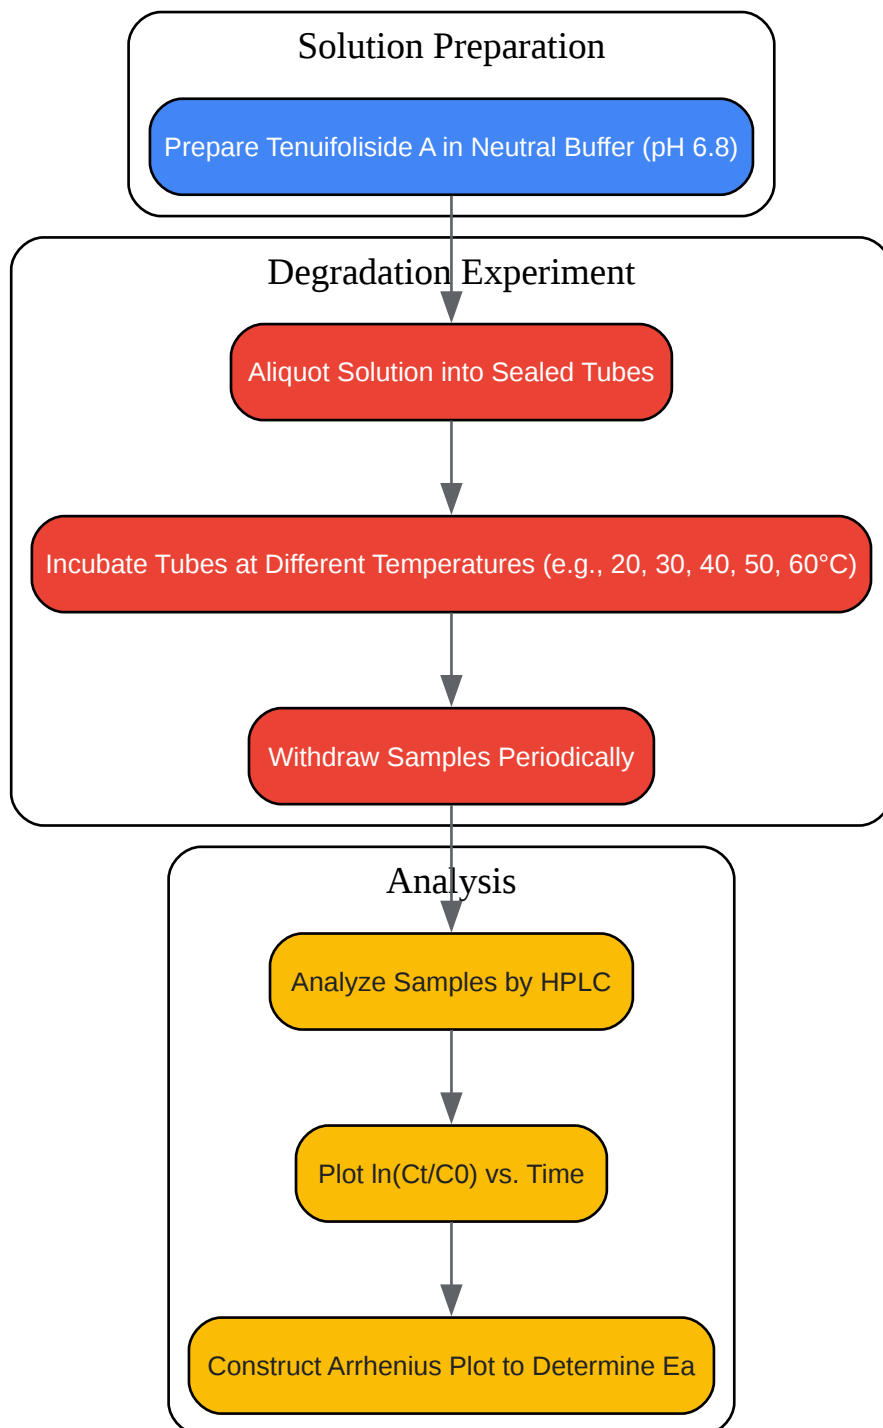 Solution Preparation
Prepare Tenuifoliside A in Neutral Buffer (pH 6.8)
Degradation Experiment
Aliquot Solution into Sealed Tubes
Incubate Tubes at Different Temperatures (e.g., 20, 30, 40, 50, 60°C)
Withdraw Samples Periodically
Analysis
Analyze Samples by HPLC
Plot ln(Ct/C0) vs. Time
Construct Arrhenius Plot to Determine Ea